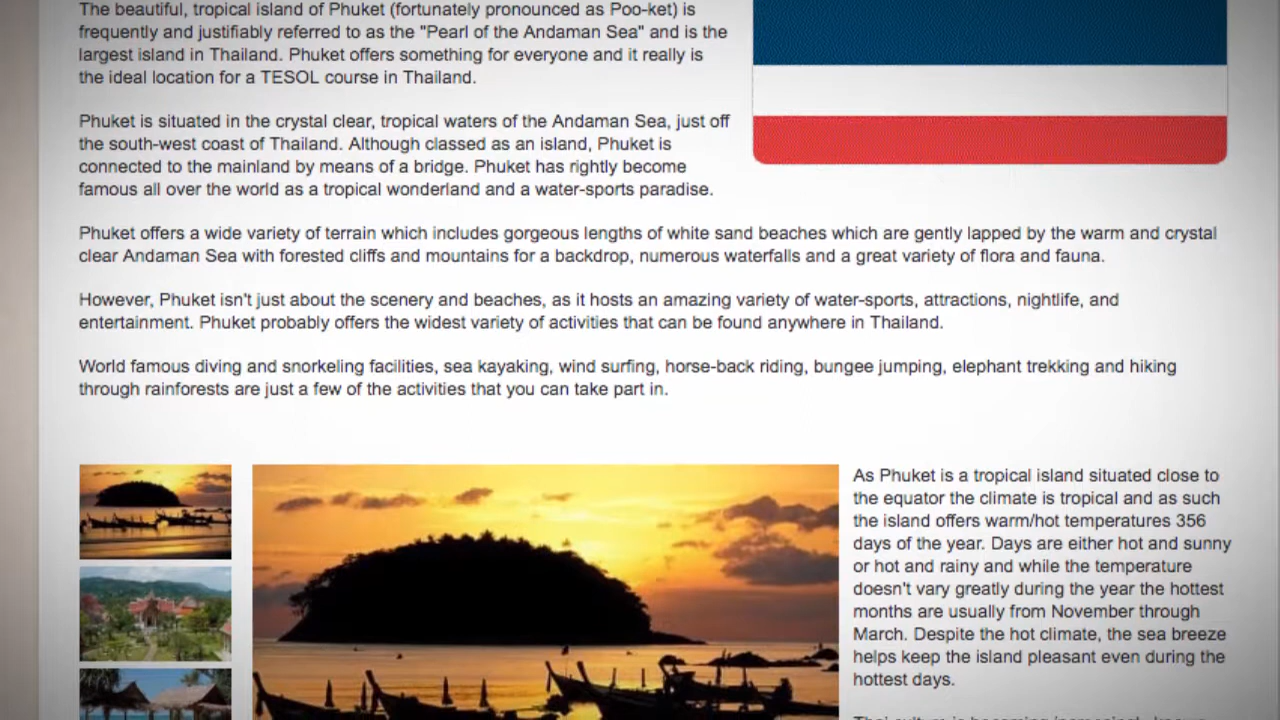 The beautiful, tropical island of Phuket (fortunately pronounced as Poo-ket) is
frequently and justifiably referred to as the "Pearl of the Andaman Sea" and is the
largest island in Thailand. Phuket offers something for everyone and it really is
the ideal location for a TESOL course in Thailand.
Phuket is situated in the crystal clear, tropical waters of the Andaman Sea, just off
the south-west coast of Thailand. Although classed as an island, Phuket is
connected to the mainland by means of a bridge. Phuket has rightly become
famous all over the world as a tropical wonderland and a water-sports paradise.
Phuket offers a wide variety of terrain which includes gorgeous lengths of white sand beaches which are gently lapped by the warm and crystal
clear Andaman Sea with forested cliffs and mountains for a backdrop, numerous waterfalls and a great variety of flora and fauna.
However, Phuket isn't just about the scenery and beaches, as it hosts an amazing variety of water-sports, attractions, nightlife, and
entertainment. Phuket probably offers the widest variety of activities that can be found anywhere in Thailand.
World famous diving and snorkeling facilities, sea kayaking, wind surfing, horse-back riding, bungee jumping, elephant trekking and hiking
through rainforests are just a few of the activities that you can take part in.
As Phuket is a tropical island situated close to
the equator the climate is tropical and as such
the island offers warm/hot temperatures 356
days of the year. Days are either hot and sunny
or hot and rainy and while the temperature
doesn't vary greatly during the year the hottest
months are usually from November through
March. Despite the hot climate, the sea breeze
helps keep the island pleasant even during the
hottest days.